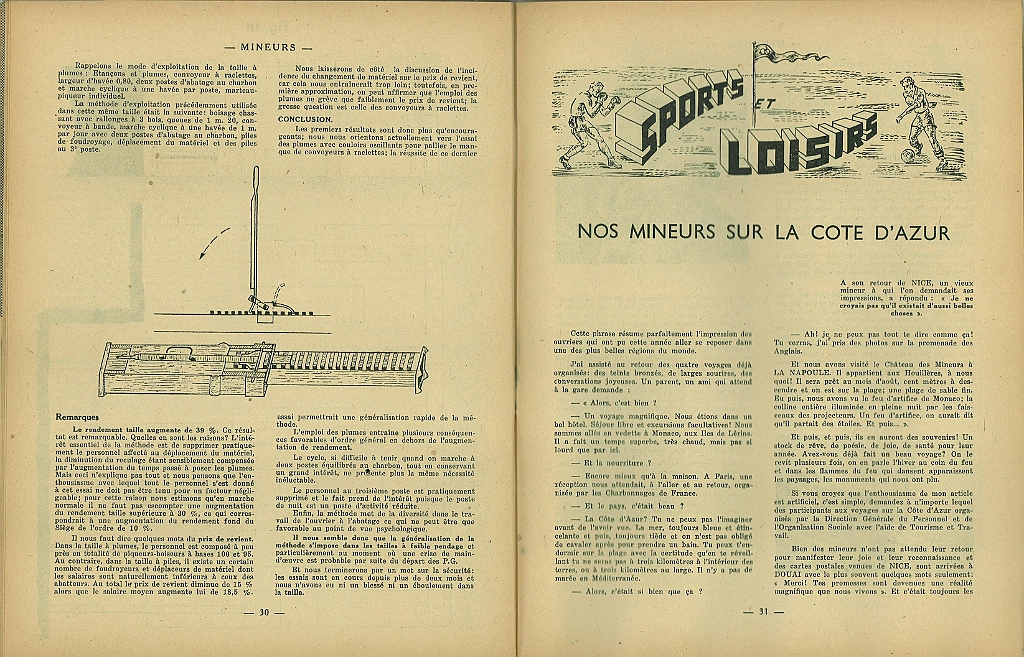 — MINEURS —
Rappelons le mode d'exploitation de la taille à
plumes : Etançons et plumes, convoyeur à raclettes,
largeur d'havée 0,80, deux postes d'abatage au charbon
et marche cyclique à une havée par poste, marteau-
piqueur individuel.
La méthode d'exploitation précédemment utilisée
dans cette même taille était la suivante: boisage chas-
sant avec rallonges à 3 bois, queues de 1 m. 20, con-
voyeur à bande, marche cyclique à une havée de 1 m.
par jour avec deux postes d'abatage au charbon, piles
de foudroyage, déplacement du matériel et des piles
au 3e poste.
Nous laisserons de côté la discussion de l'inci-
dence du changement de matériel sur le prix de revient,
car cela nous entraînerait trop loin; toutefois, en pre-
mière approximation, on peut affirmer que l'emploi des
plumes ne grève que faiblement le prix de revient; la
grosse question est celle des convoyeurs à raclettes.
CONCLUSION.
Les premiers résultats sont donc plus qu'encoura-
geants; nous nous orientons actuellement vers l'essai
des plumes avec couloirs oscillants pour pallier le man-
que de convoyeurs à raclettes; la réussite de ce dernier
Remarques
Le rendement taille augmente de 39 %. Ce résul-
tat est remarquable. Quelles en sont les raisons? L'inté-
rêt essentiel de la méthode est de supprimer pratique-
ment le personnel affecté au déplacement du matériel,
la diminution du reculage étant sensiblement compensée
par l'augmentation du temps passé à poser les plumes.
Mais ceci n'explique pas tout et nous pensons que l'en-
thousiasme avec lequel tout le personnel s'est donné
à cet essai ne doit pas être tenu pour un facteur négli-
geable; pour cette raison nous estimons qu'en marche
normale il ne faut pas escompter une augmentation
du rendement taille supérieure à 30 %, ce qui corres-
pondrait à une augmentation du rendement fond du
Siège de l'ordre de 10 %.
Il nous faut dire quelques mots du prix de revient.
Dans la taille à plumes, le personnel est composé à peu
près en totalité de piqueurs-boiseurs à bases 100 et 95.
Au contraire, dans la taille à piles, il existe un certain
nombre de foudroyeurs et déplaceurs de matériel dont
les salaires sont naturellement inférieurs à ceux des
abatteurs. Au total le prix de revient diminue de 15 %
alors que le salaire moyen augmente lui de 18,5 %.
essai permettrait une généralisation rapide de la mé-
thode.
L'emploi des plumes entraîne plusieurs conséquen-
ces favorables d'ordre général en dehors de l'augmen-
tation de rendement.
Le cycle, si difficile à tenir quand on marche à
deux postes équilibrés au charbon, tout en conservant
un grand intérêt, ne présente plus la même nécessité
inéluctable.
Le personnel au troisième poste est pratiquement
supprimé et le fait prend de l'intérêt puisque le poste
de nuit est un poste d'activité réduite.
Enfin, la méthode met de la diversité dans le tra-
vail de l'ouvrier à l'abatage ce qui ne peut être que
favorable au point de vue psychologique.
Il nous semble donc que la généralisation de la
méthode s'impose dans les tailles à faible pendage et
particulièrement au moment où une crise de main-
d'œuvre est probable par suite du départ des P.G.
Et nous terminerons par un mot sur la sécurité:
les essais sont en cours depuis plus de deux mois et
nous n'avons eu ni un blessé ni un éboulement dans
la taille.
— 30 —
SPORTS
ET
LOISIRS
NOS MINEURS SUR LA COTE D'AZUR
A son retour de NICE, un vieux
mineur à qui l'on demandait ses
impressions, a répondu : « Je ne
croyais pas qu'il existait d'aussi belles
choses ».
Cette phrase résume parfaitement l'impression des
ouvriers qui ont pu cette année aller se reposer dans
une des plus belles régions du monde.
J'ai assisté au retour des quatre voyages déjà
organisés: des teints bronzés, de larges sourires, des
conversations joyeuses. Un parent, un ami qui attend
à la gare demande :
— « Alors, c'est bien ?
— Un voyage magnifique. Nous étions dans un
bel hôtel. Séjour libre et excursions facultatives! Nous
sommes allés en vedette à Monaco, aux Iles de Lérins.
Il a fait un temps superbe, très chaud, mais pas si
lourd que par ici.
— Et la nourriture ?
— Encore mieux qu'à la maison. A Paris, une
réception nous attendait, à l'aller et au retour, orga-
nisée par les Charbonnages de France.
— Et le pays, c'était beau ?
— La Côte d'Azur! Tu ne peux pas l'imaginer
avant de l'avoir vue. La mer, toujours bleue et étin-
celante et puis, toujours tiède et on n'est pas obligé
de cavaler après pour prendre un bain. Tu peux t'en-
dormir sur la plage avec la certitude qu'en te réveil-
lant tu ne seras pas à trois kilomètres à l'intérieur des
terres, ou à trois kilomètres au large. Il n'y a pas de
marée en Méditerranée.
— Alors, c'était si bien que ça ?
— Ah! je ne peux pas tout te dire comme ça!
Tu verras, j'ai pris des photos sur la promenade des
Anglais.
Et nous avons visité le Château des Mineurs à
LA NAPOULE. Il appartient aux Houillères, à nous
quoi! Il sera prêt au mois d'août, cent mètres à des-
cendre et on est sur la plage; une plage de sable fin.
Eu puis, nous avons vu le feu d'artifice de Monaco; la
colline entière illuminée en pleine nuit par les fais-
ceaux des projecteurs. Un feu d'artifice, on aurait dit
qu'il partait des étoiles. Et puis... ».
Et puis, et puis, ils en auront des souvenirs! Un
stock de rêve, de poésie, de joie, de santé pour leur
année. Avez-vous déjà fait un beau voyage? On le
revit plusieurs fois, on en parle l'hiver au coin du feu
et dans les flammes du feu qui dansent apparaissent
les paysages, les monuments qui nous ont plu.
Si vous croyez que l'enthousiasme de mon article
est artificiel, c'est simple, demandez à n'importe lequel
des participants aux voyages sur la Côte d'Azur orga-
nisés par la Direction Générale du Personnel et de
l'Organisation Sociale avec l'aide de Tourisme et Tra-
vail.
Bien des mineurs n'ont pas attendu leur retour
pour manifester leur joie et leur reconnaissance et
des cartes postales venues de NICE, sont arrivées à
DOUAI avec le plus souvent quelques mots seulement:
« Merci! Tes promesses sont devenues une réalité
magnifique que nous vivons ». Et c'était toujours les
— 31 —